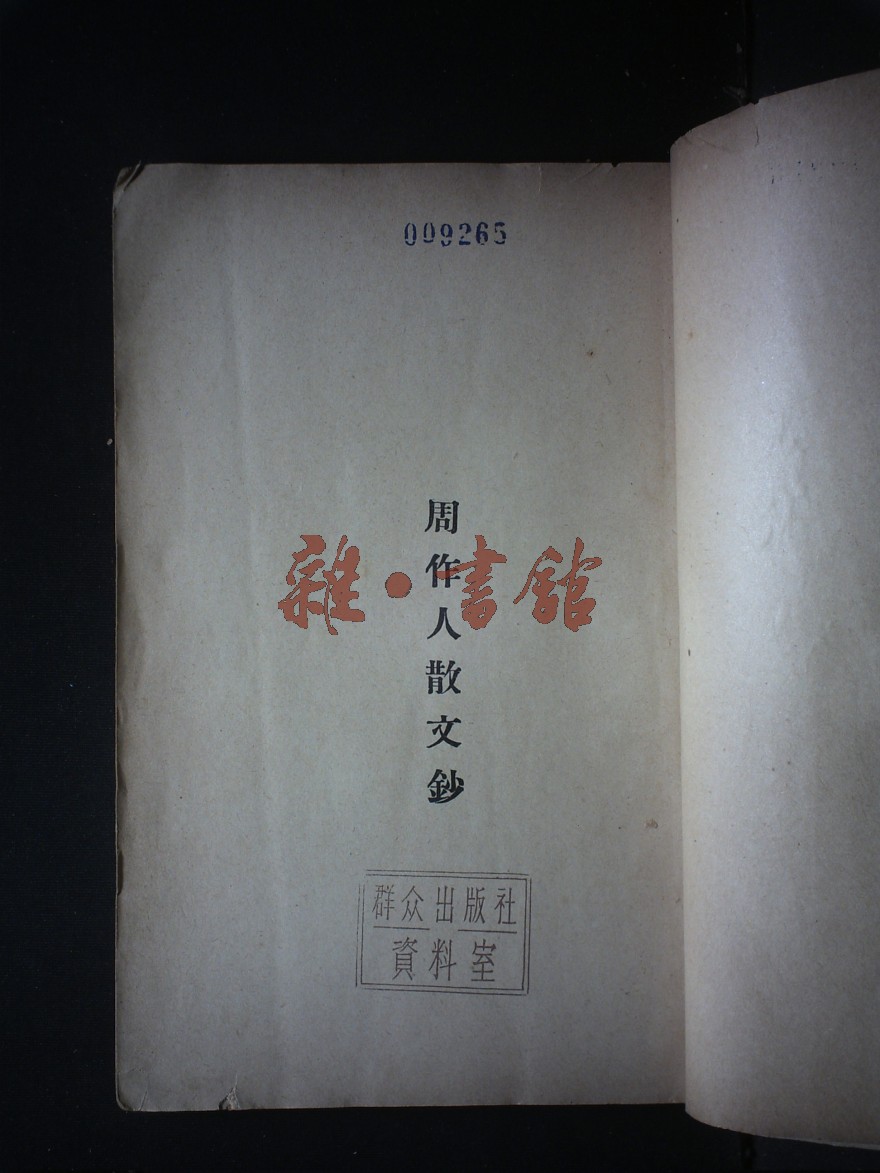 009265
周作人散文鈔
雜·書館
群众出版社
資料室